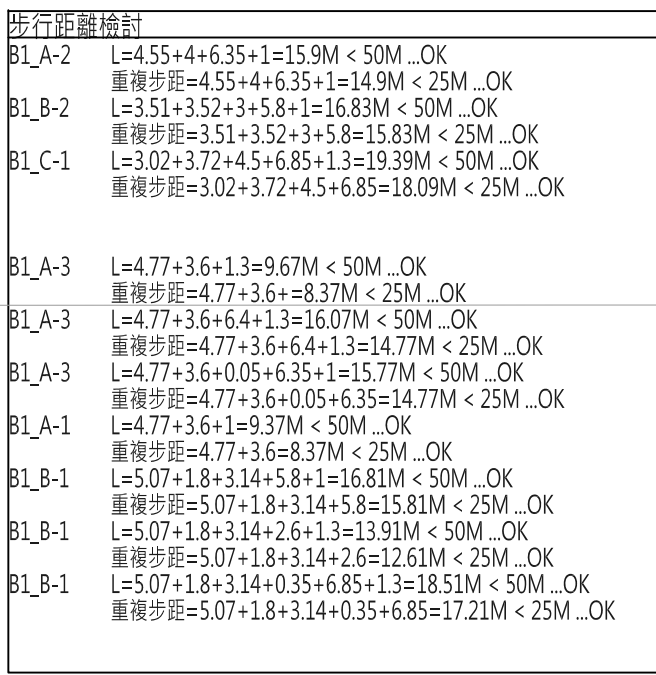 步行距離檢討
B1_A-2 L=4.55+4+6.35+1=15.9M < 50M ...OK
重複步距=4.55+4+6.35+1=14.9M < 25M ...OK
B1_B-2 L=3.51+3.52+3+5.8+1=16.83M < 50M ...OK
重複步距=3.51+3.52+3+5.8=15.83M < 25M ...OK
B1_C-1 L=3.02+3.72+4.5+6.85+1.3=19.39M < 50M ...OK
重複步距=3.02+3.72+4.5+6.85=18.09M < 25M ...OK
B1_A-3 L=4.77+3.6+1.3=9.67M < 50M ...OK
重複步距=4.77+3.6+=8.37M < 25M ...OK
B1_A-3 L=4.77+3.6+6.4+1.3=16.07M < 50M ...OK
重複步距=4.77+3.6+6.4+1.3=14.77M < 25M ...OK
B1_A-3 L=4.77+3.6+0.05+6.35+1=15.77M < 50M ...OK
重複步距=4.77+3.6+0.05+6.35=14.77M < 25M ...OK
B1_A-1 L=4.77+3.6+1=9.37M < 50M ...OK
重複步距=4.77+3.6=8.37M < 25M ...OK
B1_B-1 L=5.07+1.8+3.14+5.8+1=16.81M < 50M ...OK
重複步距=5.07+1.8+3.14+5.8=15.81M < 25M ...OK
B1_B-1 L=5.07+1.8+3.14+2.6+1.3=13.91M < 50M ...OK
重複步距=5.07+1.8+3.14+2.6=12.61M < 25M ...OK
B1_B-1 L=5.07+1.8+3.14+0.35+6.85+1.3=18.51M < 50M ...OK
重複步距=5.07+1.8+3.14+0.35+6.85=17.21M < 25M ...OK